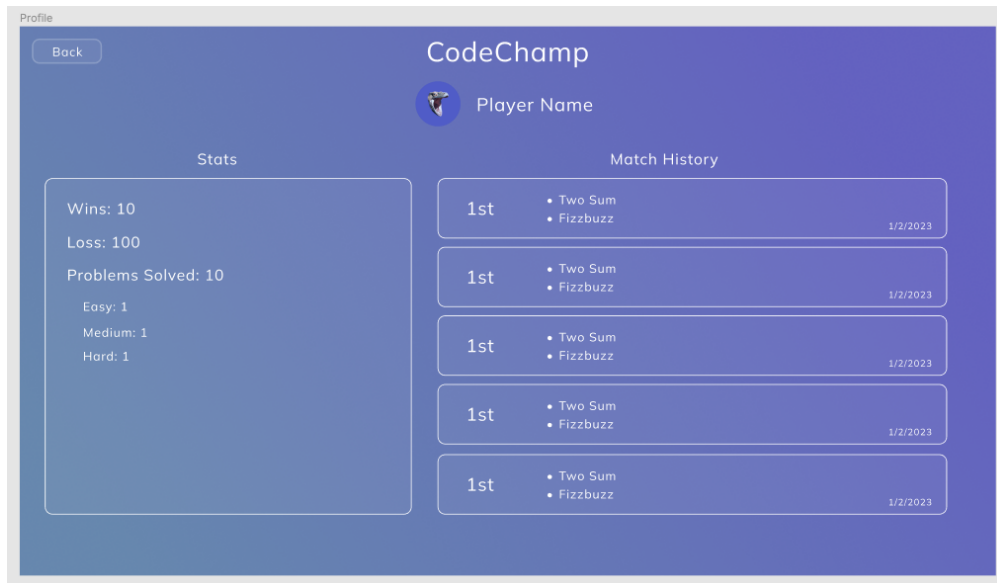 Profile
Back
CodeChamp
Player Name
Stats
Wins: 10
Loss: 100
Problems Solved: 10
Easy: 1
Medium: 1
Hard: 1
Match History
1st
• Two Sum
• Fizzbuzz
1/2/2023
1st
• Two Sum
• Fizzbuzz
1/2/2023
1st
• Two Sum
• Fizzbuzz
1/2/2023
1st
• Two Sum
• Fizzbuzz
1/2/2023
1st
• Two Sum
• Fizzbuzz
1/2/2023